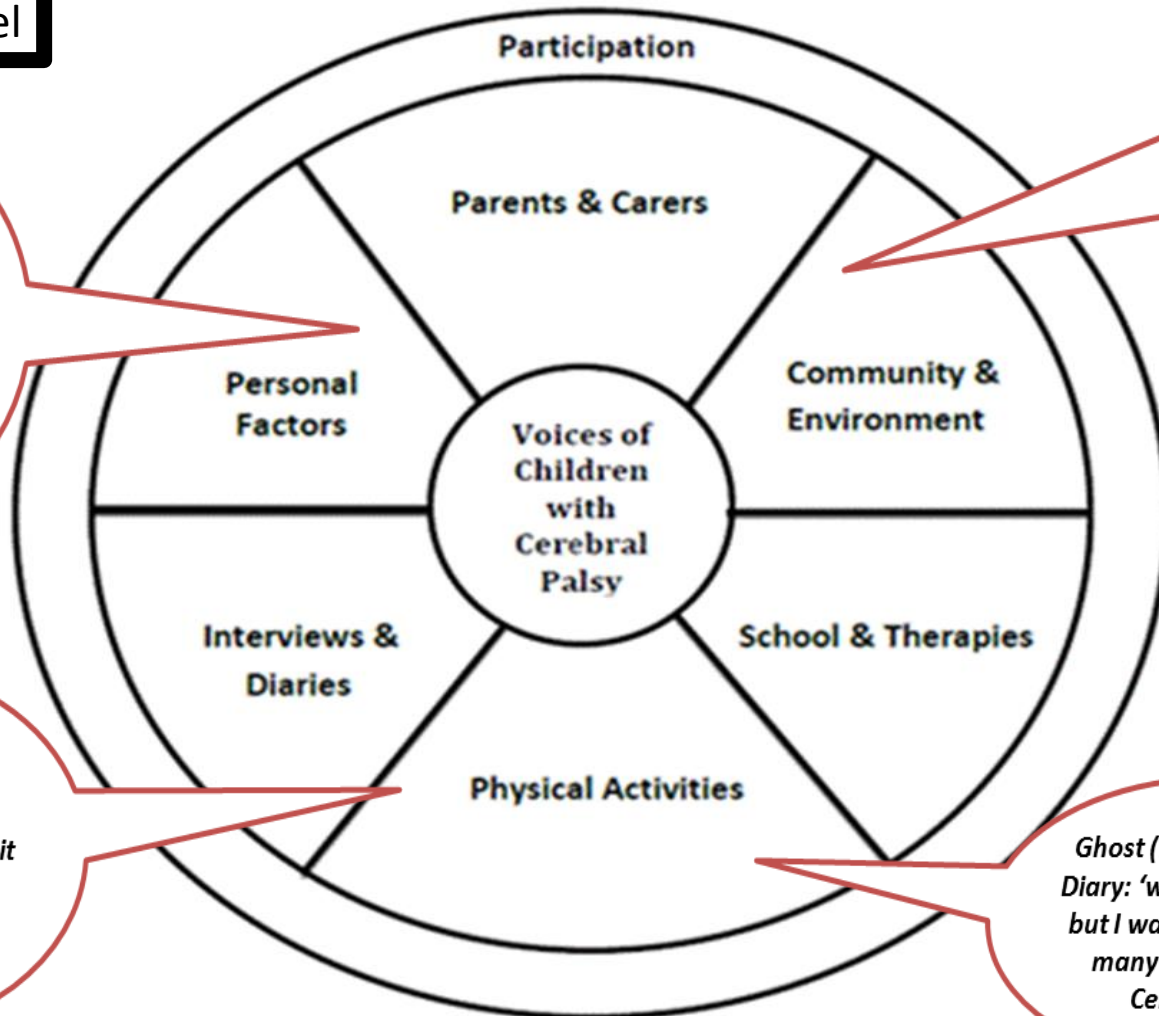 el
Participation
Parents & Carers
Personal
Factors
Community &
Environment
Voices of
Children
with
Cerebral
Palsy
Interviews &
Diaries
School & Therapies
Physical Activities
it
Ghost (
Diary: ‘w
but I wa
many
Ce